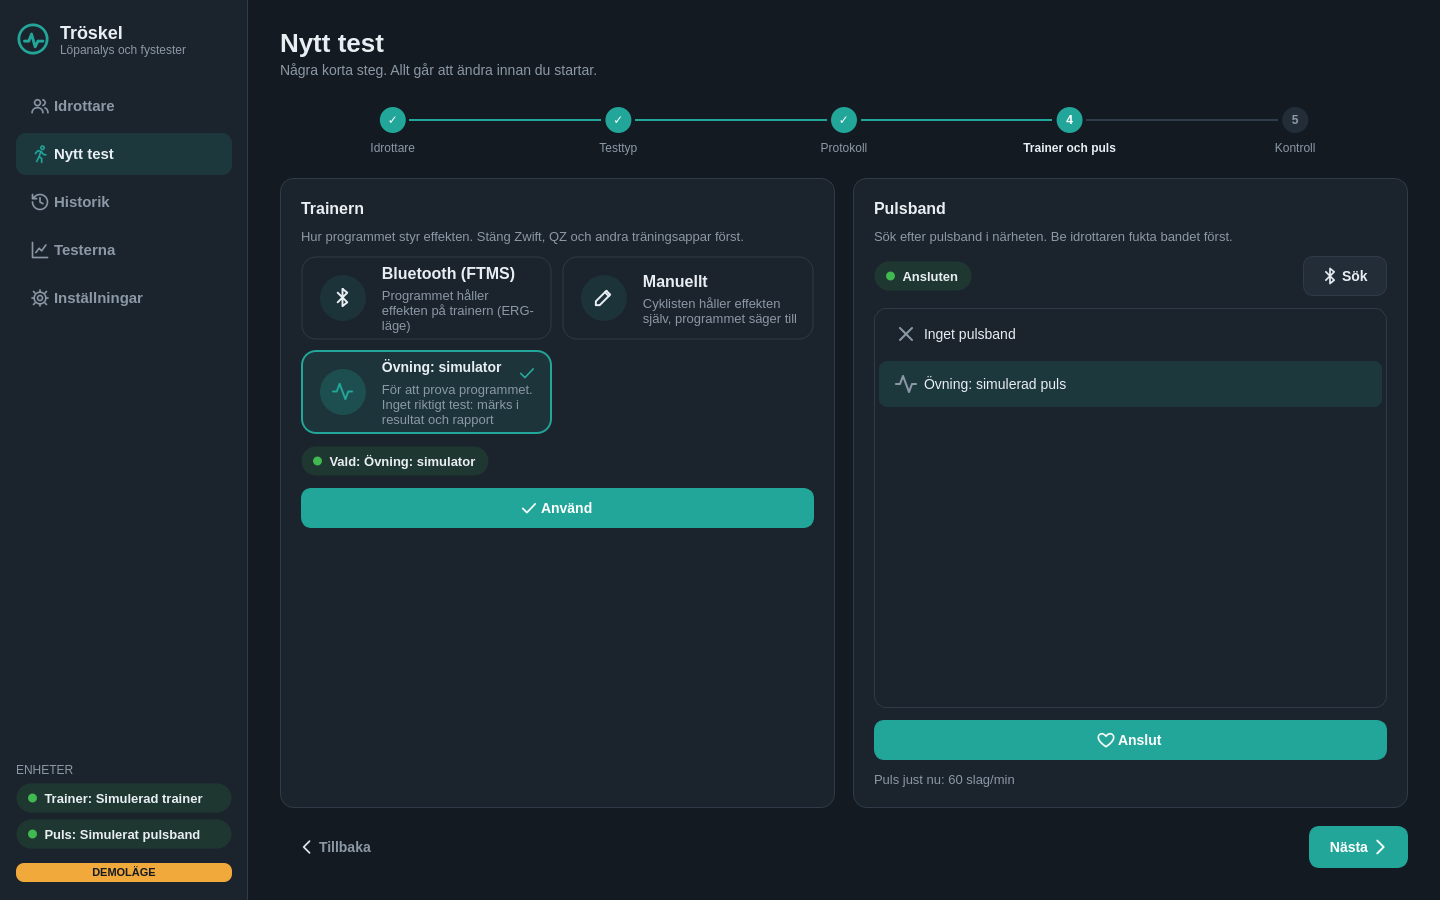 Tröskel
Löpanalys och fystester
Idrottare
Nytt test
Historik
Testerna
Inställningar
ENHETER
Trainer: Simulerad trainer
Puls: Simulerat pulsband
DEMOLÄGE
Nytt test
Några korta steg. Allt går att ändra innan du startar.
4
5
Idrottare
Testtyp
Protokoll
Trainer och puls
Kontroll
Trainern
Hur programmet styr effekten. Stäng Zwift, QZ och andra träningsappar först.
Bluetooth (FTMS)
Programmet håller
effekten på trainern (ERG-
läge)
Manuellt
Cyklisten håller effekten
själv, programmet säger till
Övning: simulator
För att prova programmet.
Inget riktigt test: märks i
resultat och rapport
Vald: Övning: simulator
Använd
Pulsband
Sök efter pulsband i närheten. Be idrottaren fukta bandet först.
Ansluten
Sök
Inget pulsband
Övning: simulerad puls
Anslut
Puls just nu: 60 slag/min
Tillbaka
Nästa